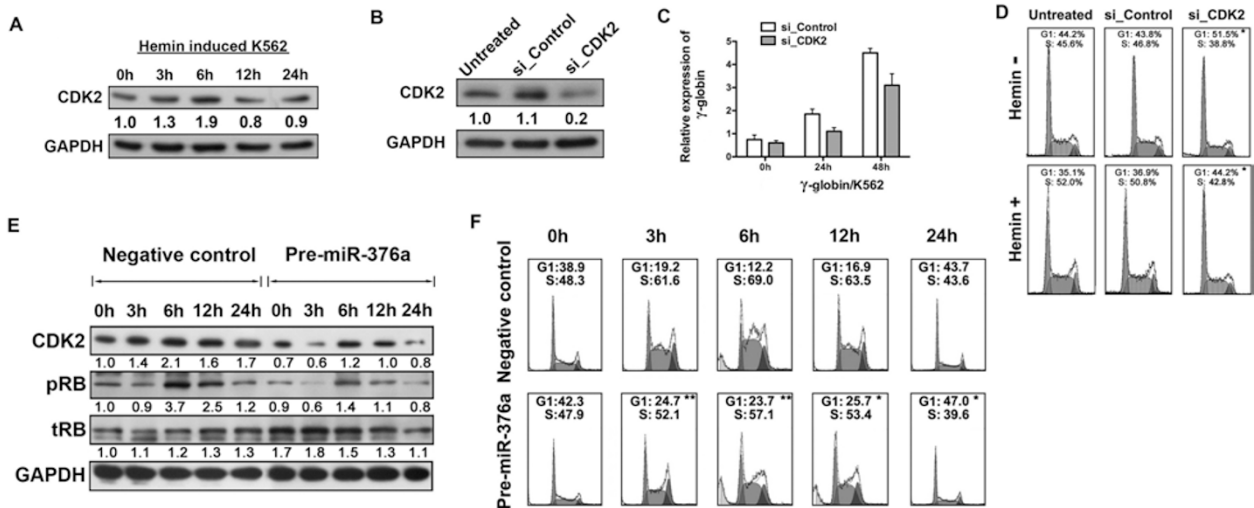 A
Hemin induced K562
0h 3h 6h 12h 24h
CDK2
1.0 1.3 1.9 0.8 0.9
GAPDH
B
Untreated si_Control si_CDK2
CDK2
1.0 1.1 0.2
GAPDH
C
si_Control
si_CDK2
Relative expression of
γ-globin
5
4
3
2
1
0
0h 24h 48h
γ-globin/K562
D
Untreated si_Control si_CDK2
Hemin -
G1: 44.2% G1: 43.8% G1: 51.5% *
S: 45.6% S: 46.8% S: 38.8%
Hemin +
G1: 35.1% G1: 36.9% G1: 44.2% *
S: 52.0% S: 50.8% S: 42.8%
E
Negative control Pre-miR-376a
0h 3h 6h 12h 24h 0h 3h 6h 12h 24h
CDK2
1.0 1.4 2.1 1.6 1.7 0.7 0.6 1.2 1.0 0.8
pRB
1.0 0.9 3.7 2.5 1.2 0.9 0.6 1.4 1.1 0.8
tRB
1.0 1.1 1.2 1.3 1.3 1.7 1.8 1.5 1.3 1.1
GAPDH
F
0h 3h 6h 12h 24h
Negative control
G1:38.9 G1:19.2 G1:12.2 G1:16.9 G1:43.7
S:48.3 S:61.6 S:69.0 S:63.5 S:43.6
Pre-miR-376a
G1:42.3 G1: 24.7 ** G1: 23.7 ** G1: 25.7 * G1: 47.0 *
S:47.9 S: 52.1 S: 57.1 S: 53.4 S: 39.6